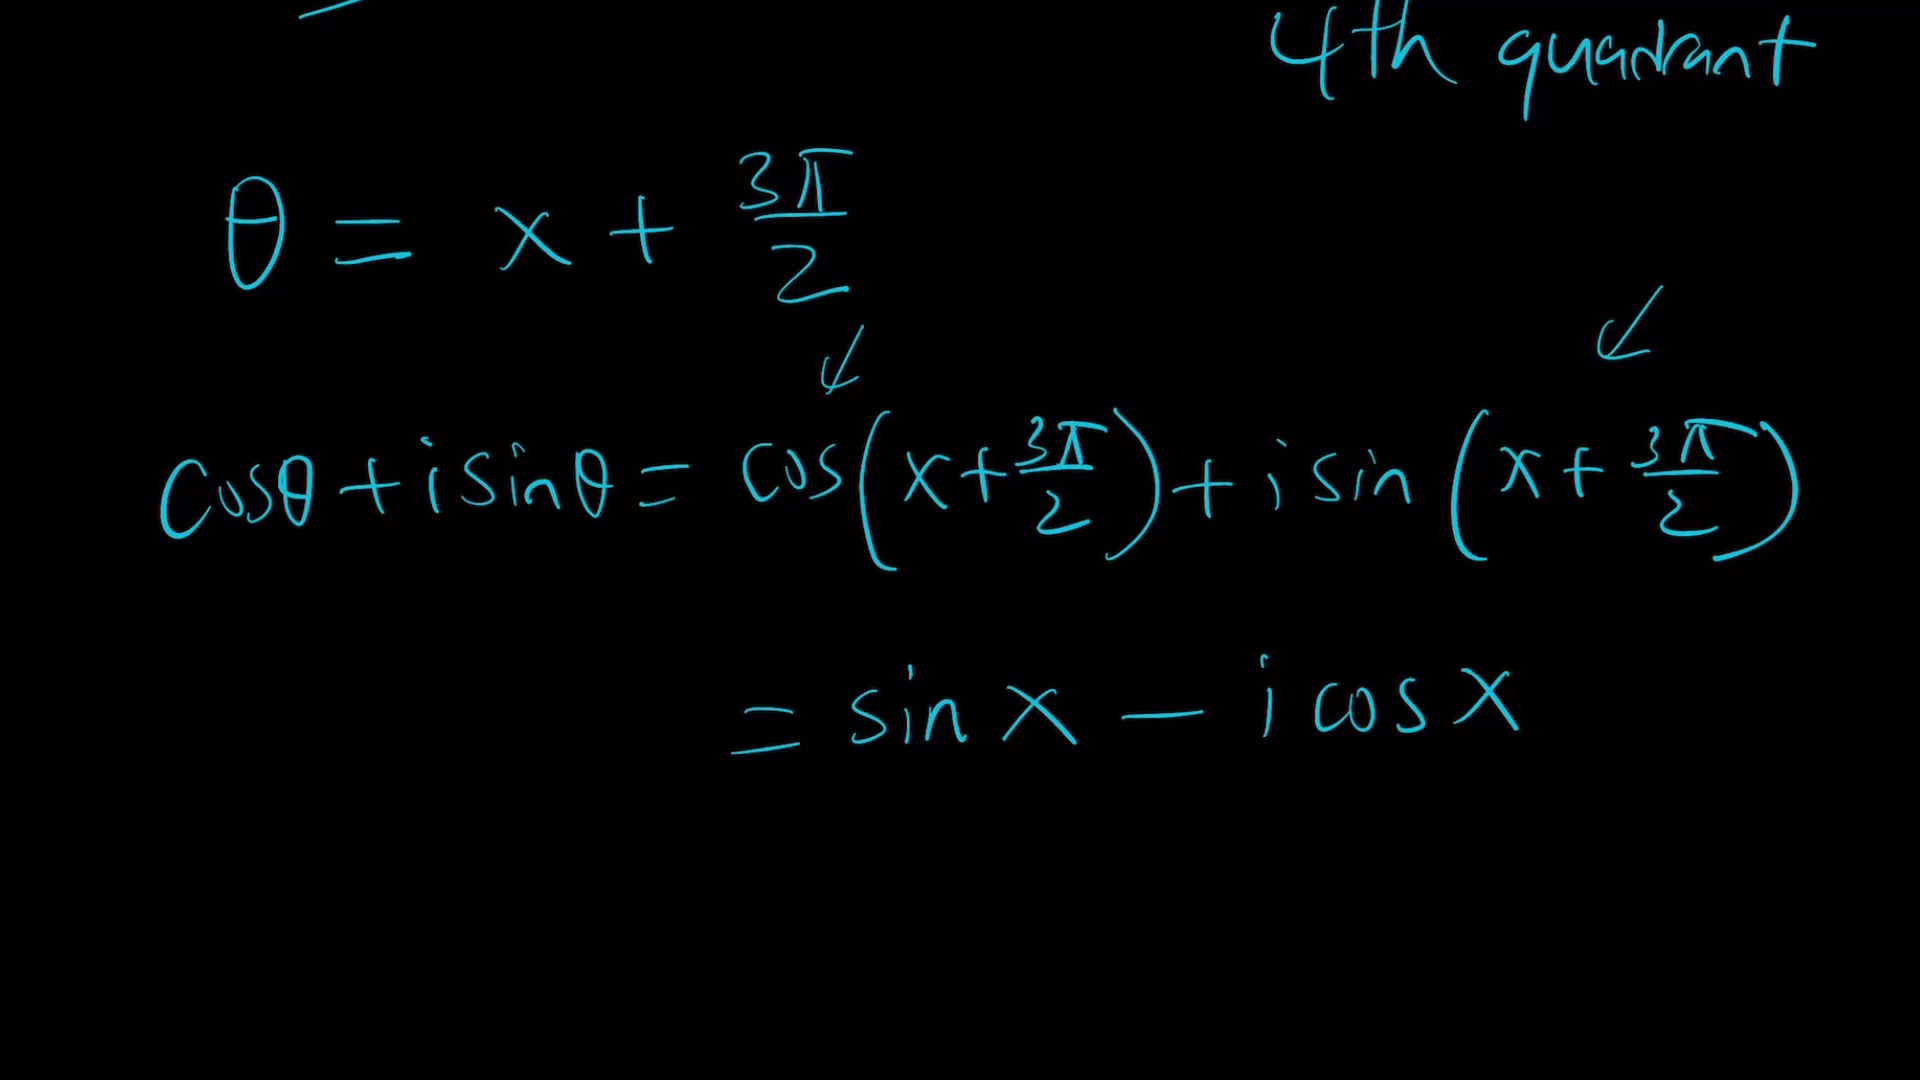 4th quadrant
θ = x + 3π/2
cosθ + i sinθ = cos(x + 3π/2) + i sin(x + 3π/2)
= sin x − i cos x